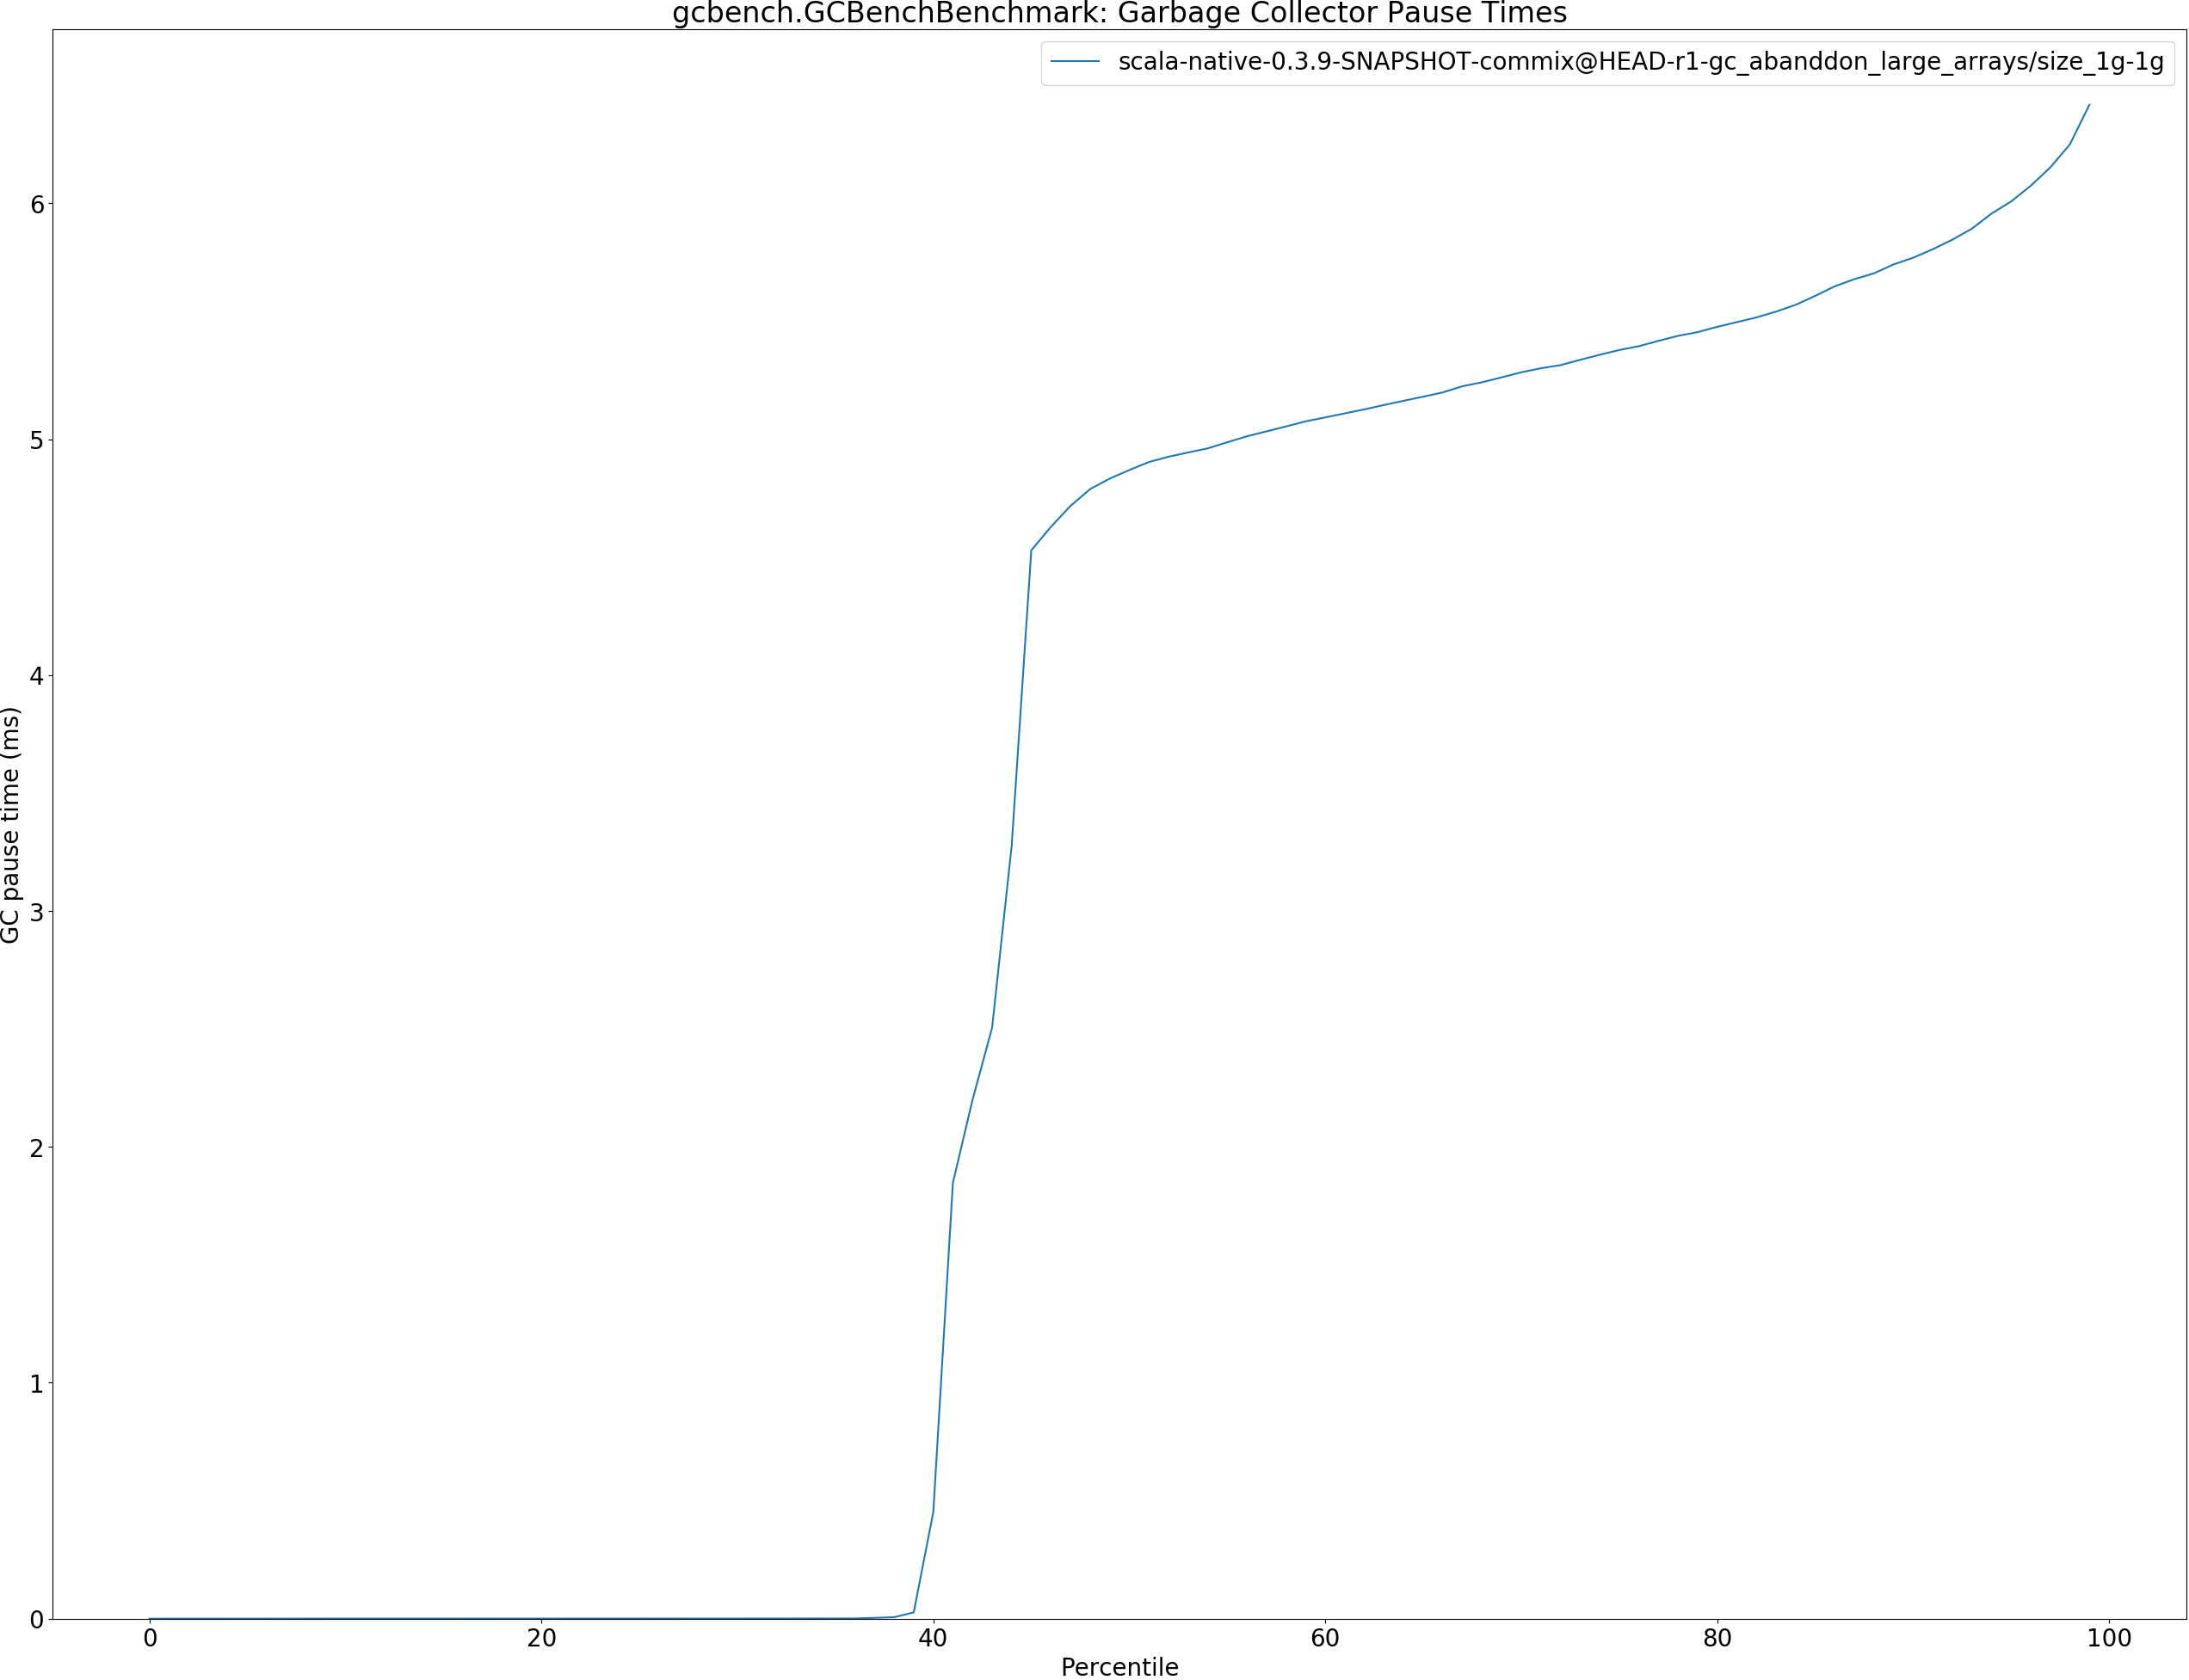 gcbench.GCBenchBenchmark: Garbage Collector Pause Times
scala-native-0.3.9-SNAPSHOT-commix@HEAD-r1-gc_abanddon_large_arrays/size_1g-1g
GC pause time (ms)
6
5
4
3
2
1
0
0 20 40 60 80 100
Percentile